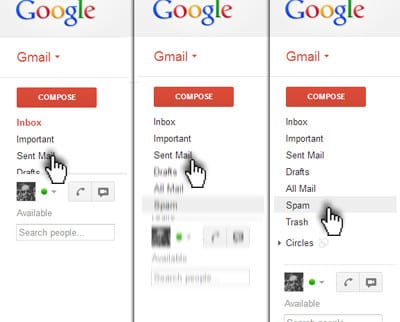 Google
Gmail
COMPOSE
Inbox
Important
Sent Mail
Drafts
Available
Search people...
Google
Gmail
COMPOSE
Inbox
Important
Sent Mail
Drafts
All Mail
Spam
Available
Search people
Google
Gmail
COMPOSE
Inbox
Important
Sent Mail
Drafts
All Mail
Spam
Trash
Circles
Available
Search people...